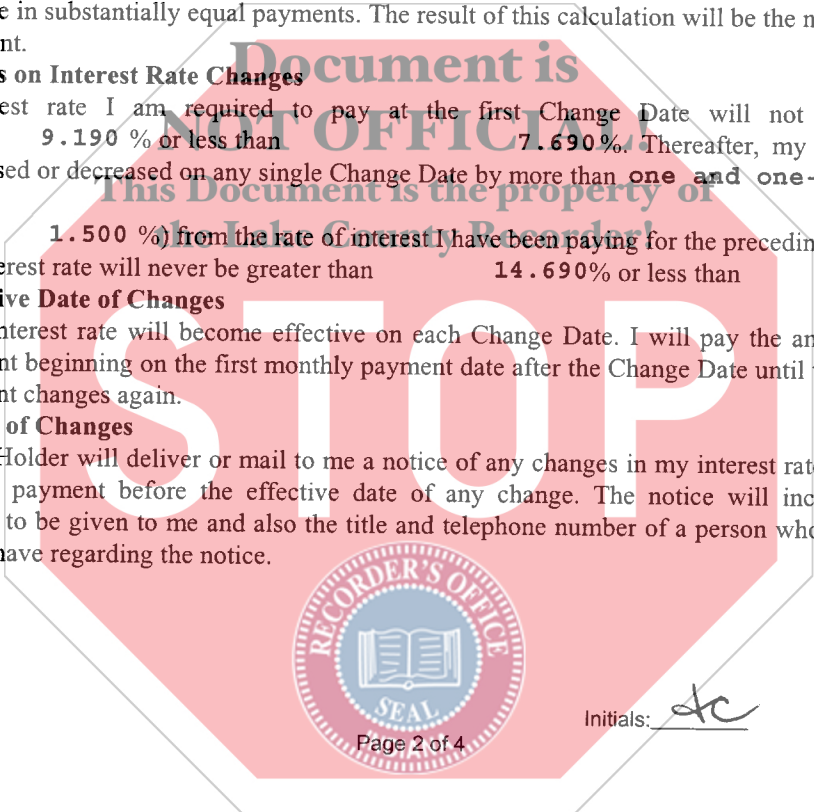 e in substantially equal payments. The result of this calculation will be the n
nt.
s on Interest Rate Changes
est rate I am required to pay at the first Change Date will not
9.190 % or less than 7.690%. Thereafter, my
sed or decreased on any single Change Date by more than one and one-
1.500 %) from the rate of interest I have been paying for the precedin
erest rate will never be greater than 14.690% or less than
ive Date of Changes
nterest rate will become effective on each Change Date. I will pay the am
nt beginning on the first monthly payment date after the Change Date until
nt changes again.
of Changes
Holder will deliver or mail to me a notice of any changes in my interest rate
payment before the effective date of any change. The notice will inc
to be given to me and also the title and telephone number of a person who
have regarding the notice.
Document is
NOT OFFICIAL!
This Document is the property of
the Lake County Recorder!
STOP
RECORDER'S OFFICE
SEAL
INDIANA
Initials:
Page 2 of 4